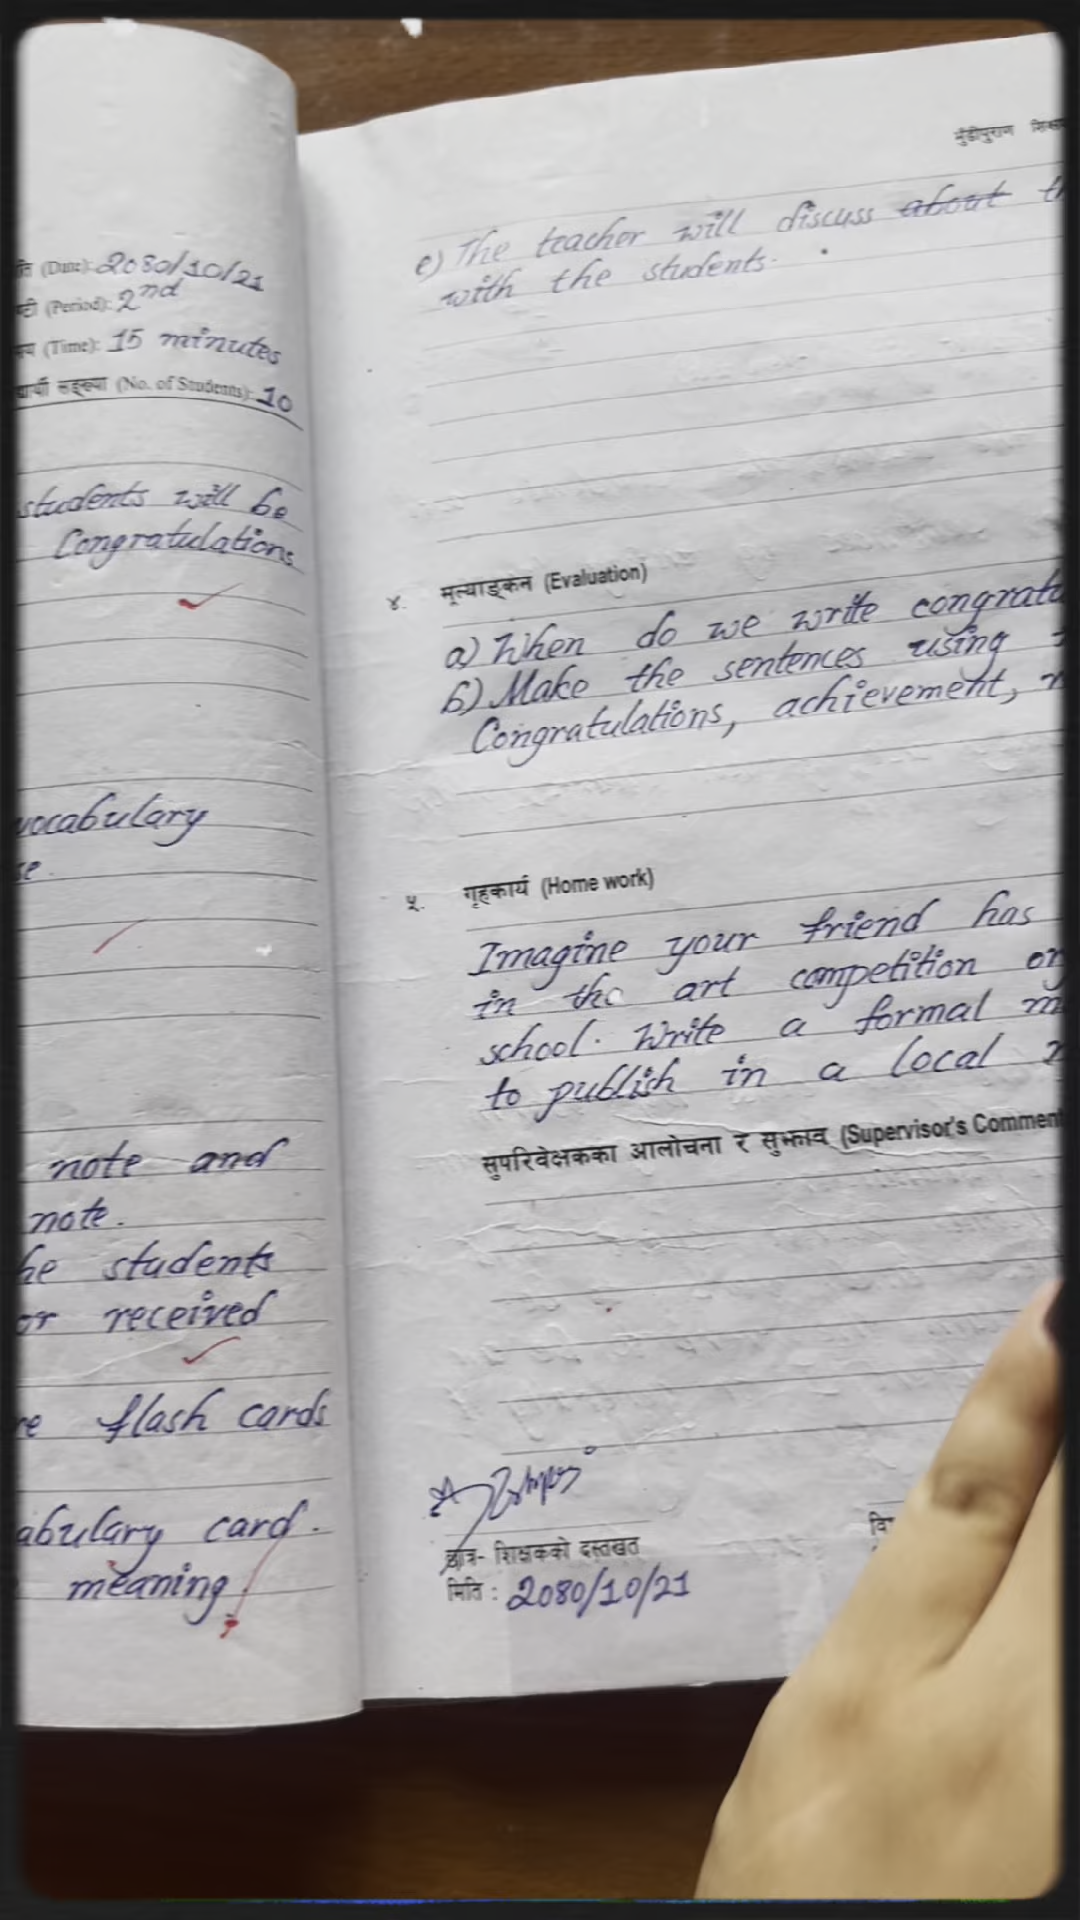 ति (Date): 2080/10/21
(Period): 2nd
(Time): 15 minutes
सङ्ख्या (No. of Students): 10
students will be
Congratulations
vocabulary
note and
note.
students
or received
flash cards
card.
meaning
मुँडीपुराण
e) The teacher will discuss about
with the students.
४. मूल्याङ्कन (Evaluation)
a) When do we write
b) Make the sentences using
Congratulations, achievement,
५. गृहकार्य (Home work)
Imagine your friend has
in the art competition
school. Write a formal
to publish in a local
सुपरिवेक्षकका आलोचना र सुझाव (Supervisor's Comment
छात्र- शिक्षकको दस्तखत
मिति : 2080/10/21